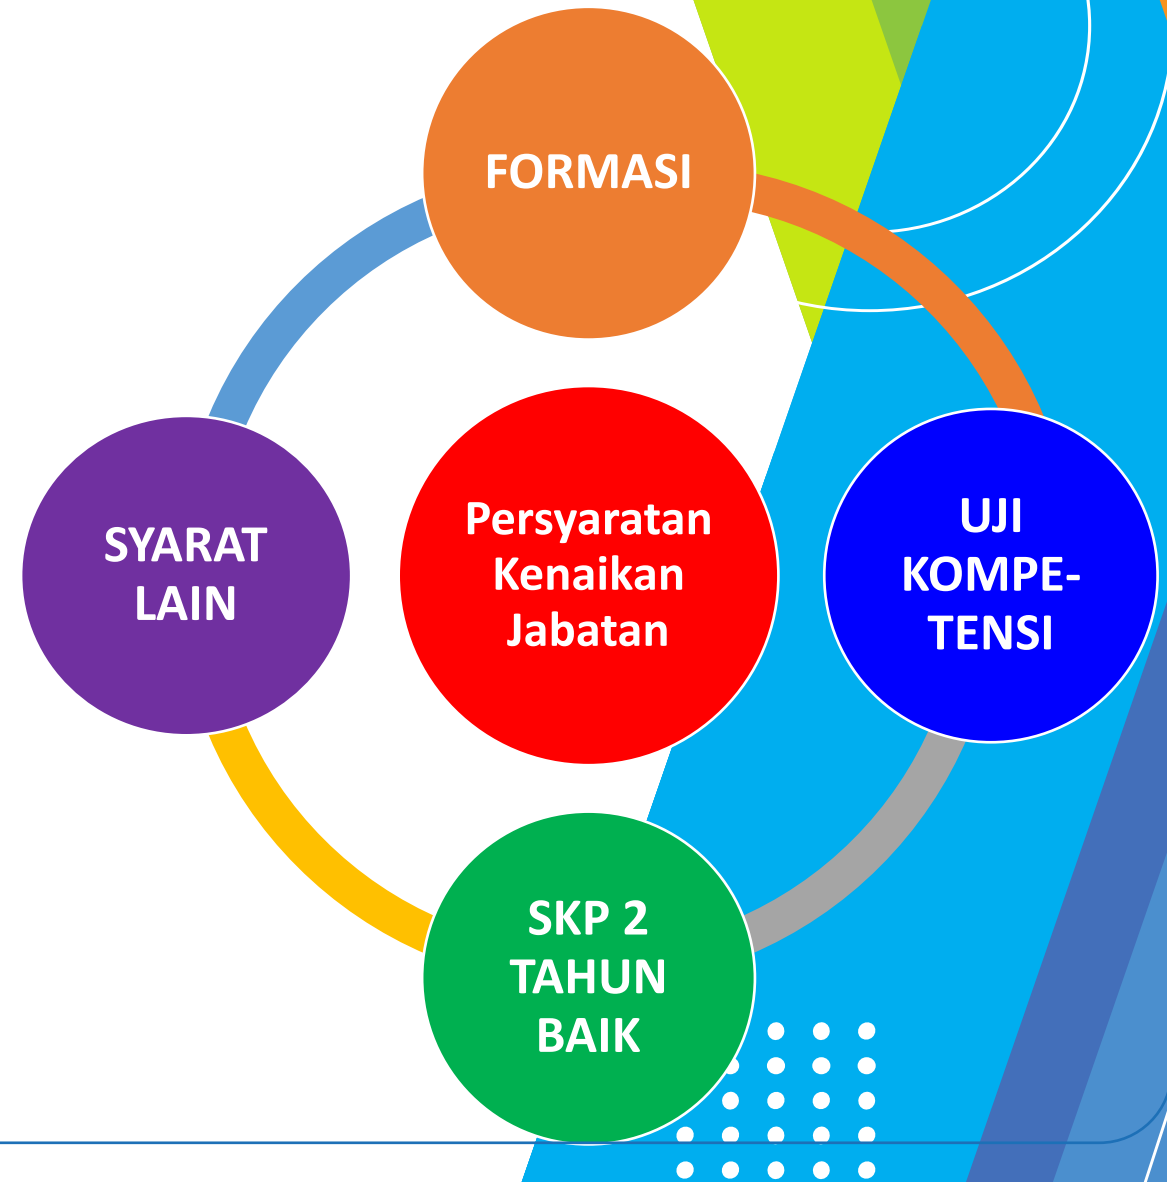 FORMASI
Persyaratan
Kenaikan
Jabatan
UJI
KOMPE-
TENSI
SKP 2
TAHUN
BAIK
SYARAT
LAIN